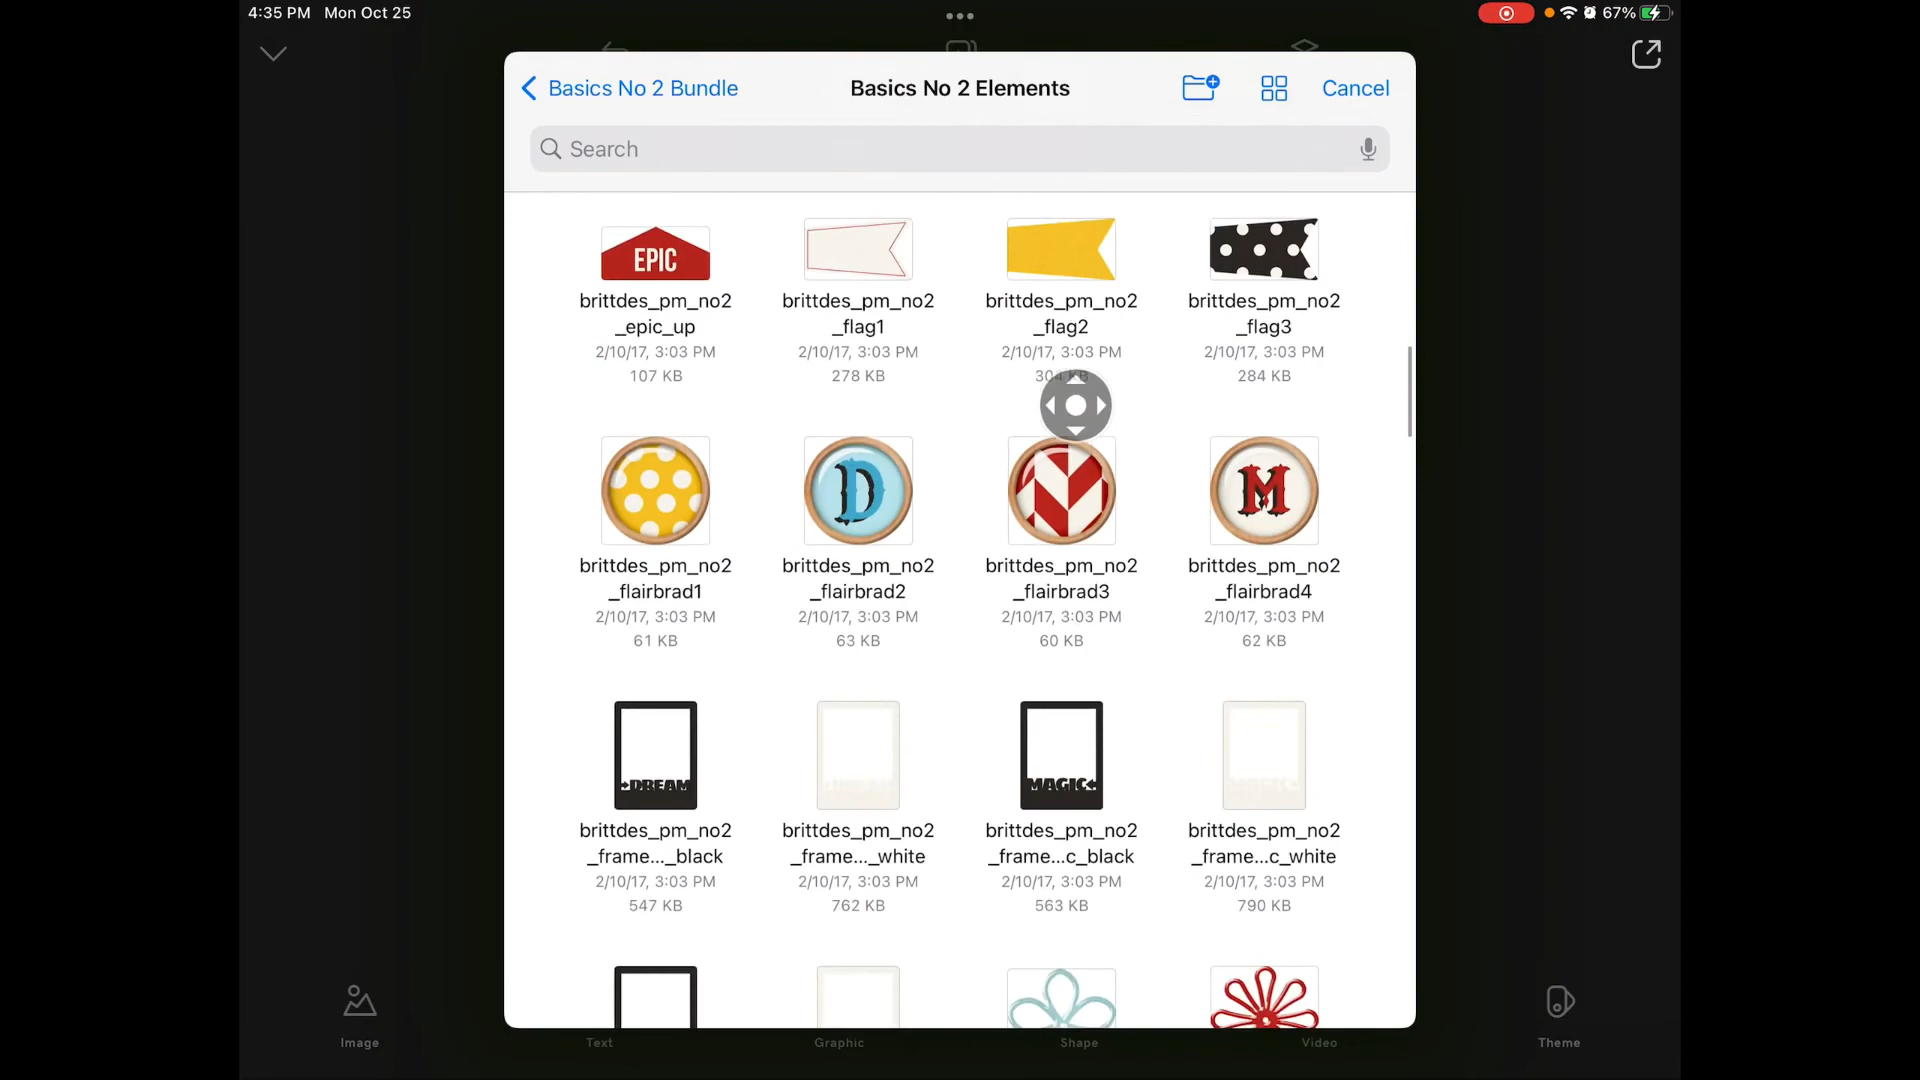 4:35 PM Mon Oct 25
67%
Basics No 2 Bundle
Basics No 2 Elements
Cancel
Search
EPIC
brittdes_pm_no2
_epic_up
2/10/17, 3:03 PM
107 KB
brittdes_pm_no2
_flag1
2/10/17, 3:03 PM
278 KB
brittdes_pm_no2
_flag2
2/10/17, 3:03 PM
304 KB
brittdes_pm_no2
_flag3
2/10/17, 3:03 PM
284 KB
brittdes_pm_no2
_flairbrad1
2/10/17, 3:03 PM
61 KB
D
brittdes_pm_no2
_flairbrad2
2/10/17, 3:03 PM
63 KB
brittdes_pm_no2
_flairbrad3
2/10/17, 3:03 PM
60 KB
M
brittdes_pm_no2
_flairbrad4
2/10/17, 3:03 PM
62 KB
DREAM
brittdes_pm_no2
_frame..._black
2/10/17, 3:03 PM
547 KB
brittdes_pm_no2
_frame..._white
2/10/17, 3:03 PM
762 KB
MAGIC
brittdes_pm_no2
_frame...c_black
2/10/17, 3:03 PM
563 KB
brittdes_pm_no2
_frame...c_white
2/10/17, 3:03 PM
790 KB
Image
Text
Graphic
Shape
Video
Theme